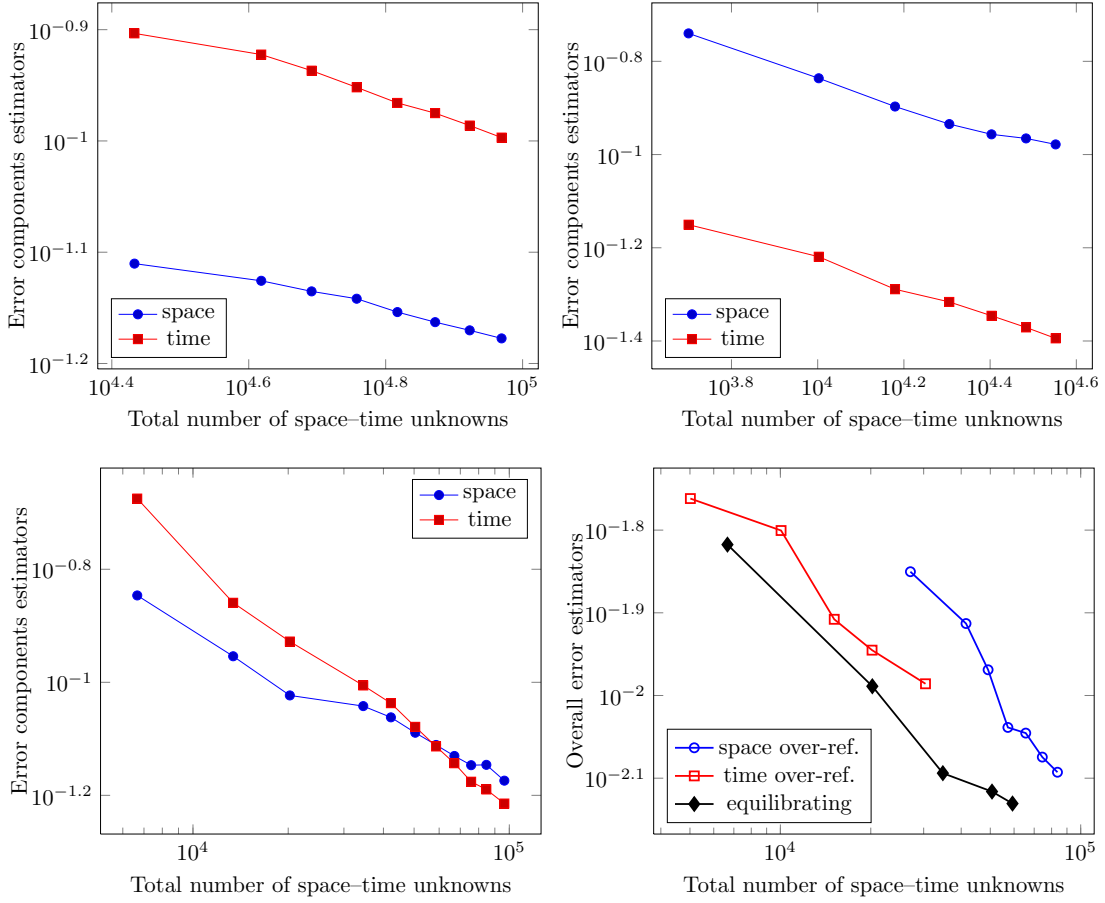 10^−0.9
10^−1
10^−1.1
10^−1.2
Error components estimators
space
time
10^4.4
10^4.6
10^4.8
10^5
Total number of space–time unknowns
10^−0.8
10^−1
10^−1.2
10^−1.4
Error components estimators
space
time
10^3.8
10^4
10^4.2
10^4.4
10^4.6
Total number of space–time unknowns
10^−0.8
10^−1
10^−1.2
Error components estimators
space
time
10^4
10^5
Total number of space–time unknowns
10^−1.8
10^−1.9
10^−2
10^−2.1
Overall error estimators
space over-ref.
time over-ref.
equilibrating
10^4
10^5
Total number of space–time unknowns